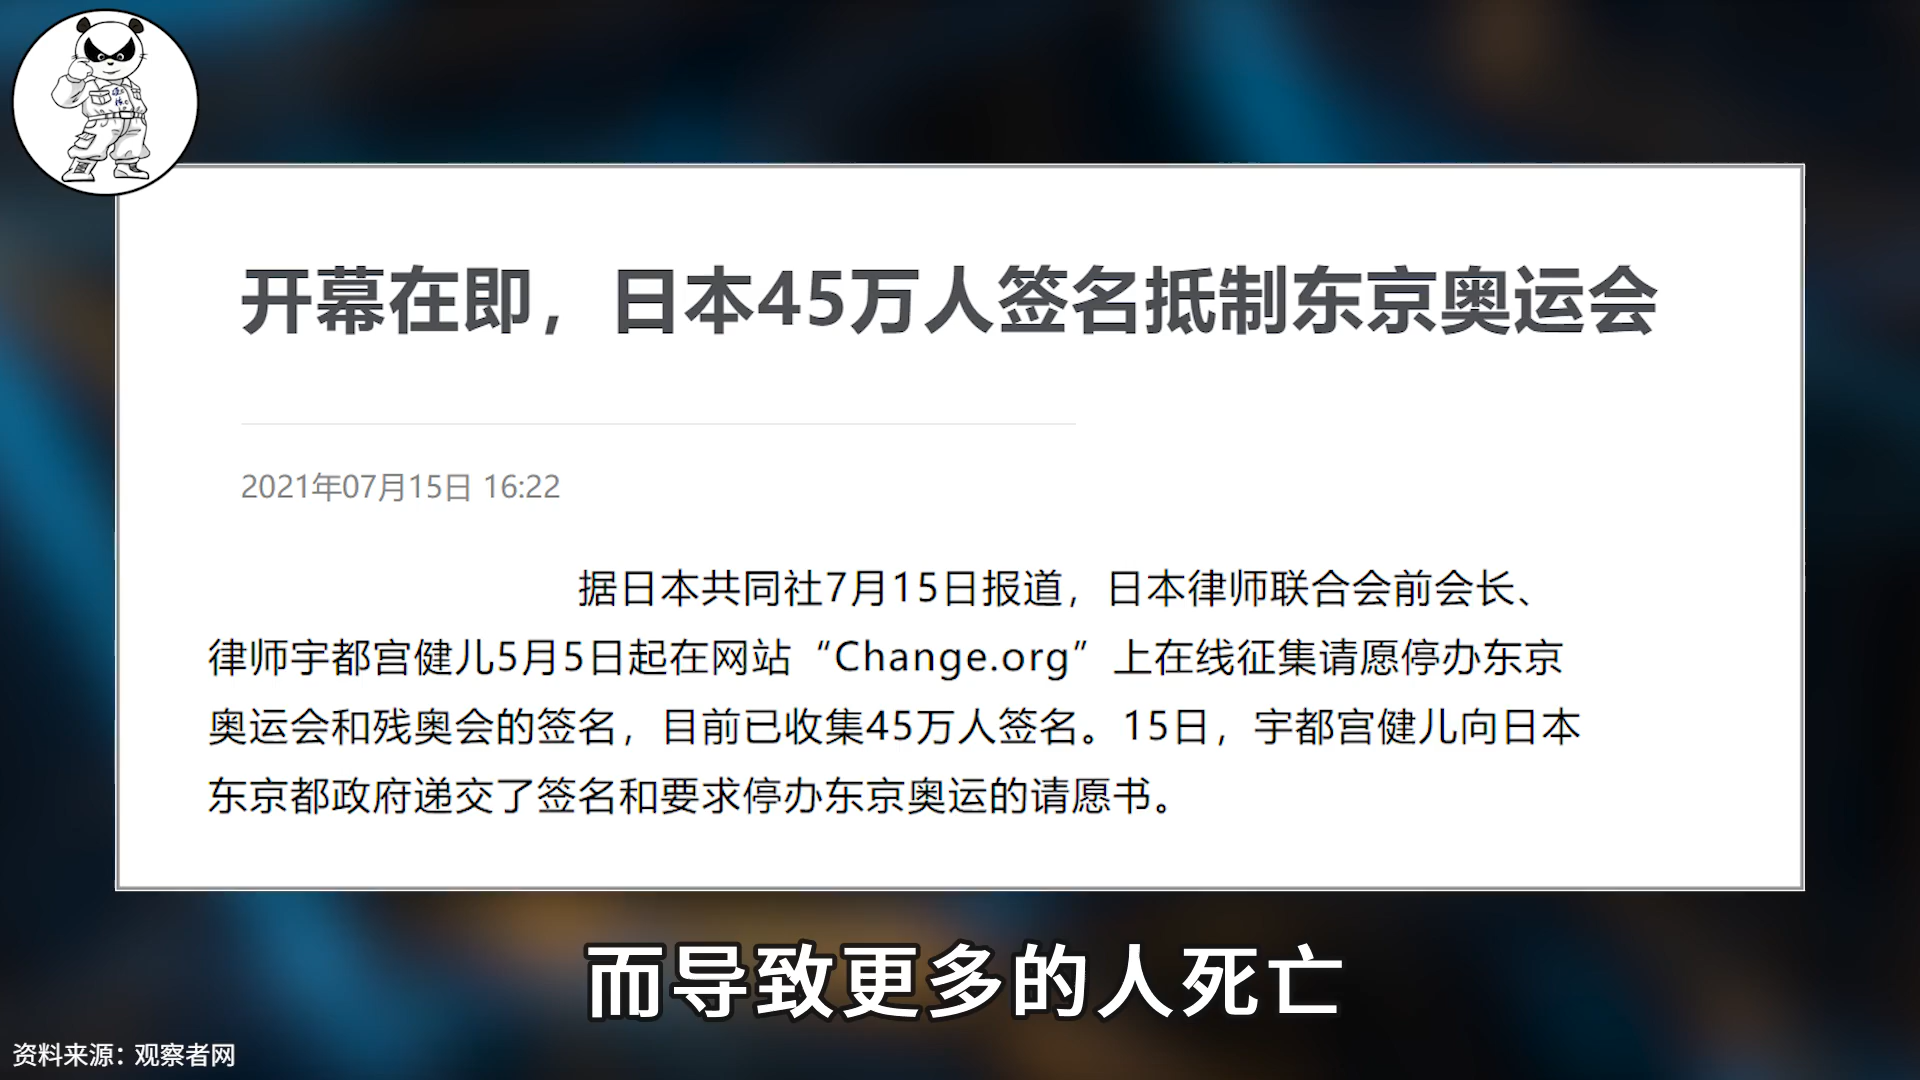 开幕在即，日本45万人签名抵制东京奥运会
2021年07月15日 16:22
据日本共同社7月15日报道，日本律师联合会前会长、
律师宇都宫健儿5月5日起在网站“Change.org”上在线征集请愿停办东京
奥运会和残奥会的签名，目前已收集45万人签名。15日，宇都宫健儿向日本
东京都政府递交了签名和要求停办东京奥运的请愿书。
而导致更多的人死亡
资料来源：观察者网